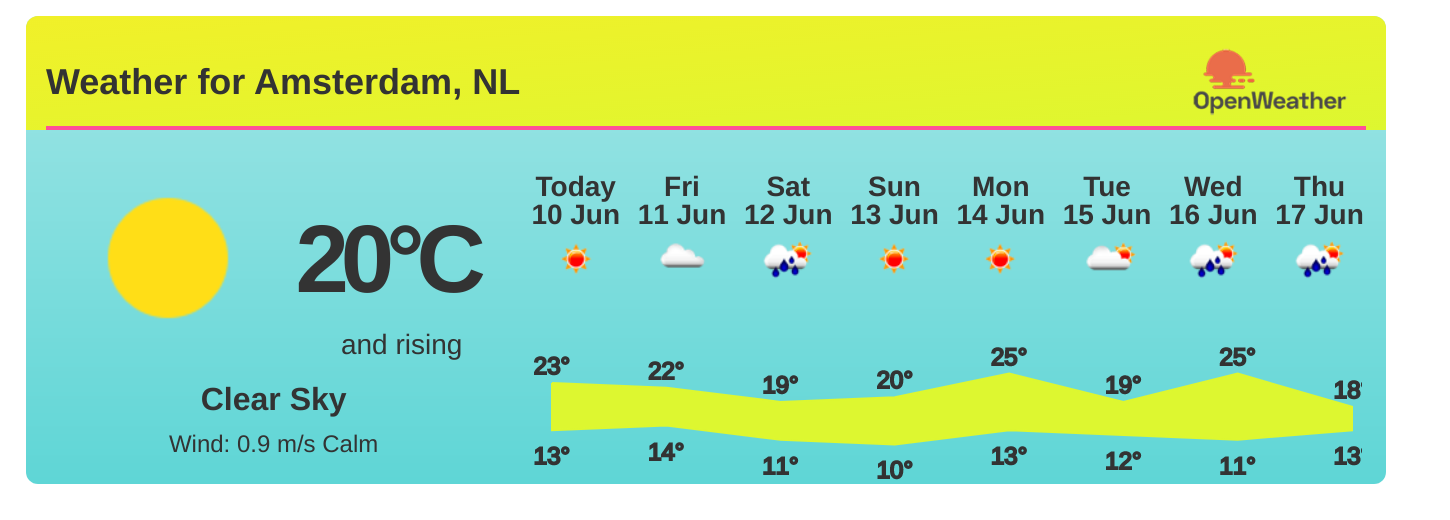 Weather for Amsterdam, NL
OpenWeather
20°C
and rising
Clear Sky
Wind: 0.9 m/s Calm
Today Fri Sat Sun Mon Tue Wed Thu
10 Jun 11 Jun 12 Jun 13 Jun 14 Jun 15 Jun 16 Jun 17 Jun
23° 22° 19° 20° 25° 19° 25° 18°
13° 14° 11° 10° 13° 12° 11° 13°